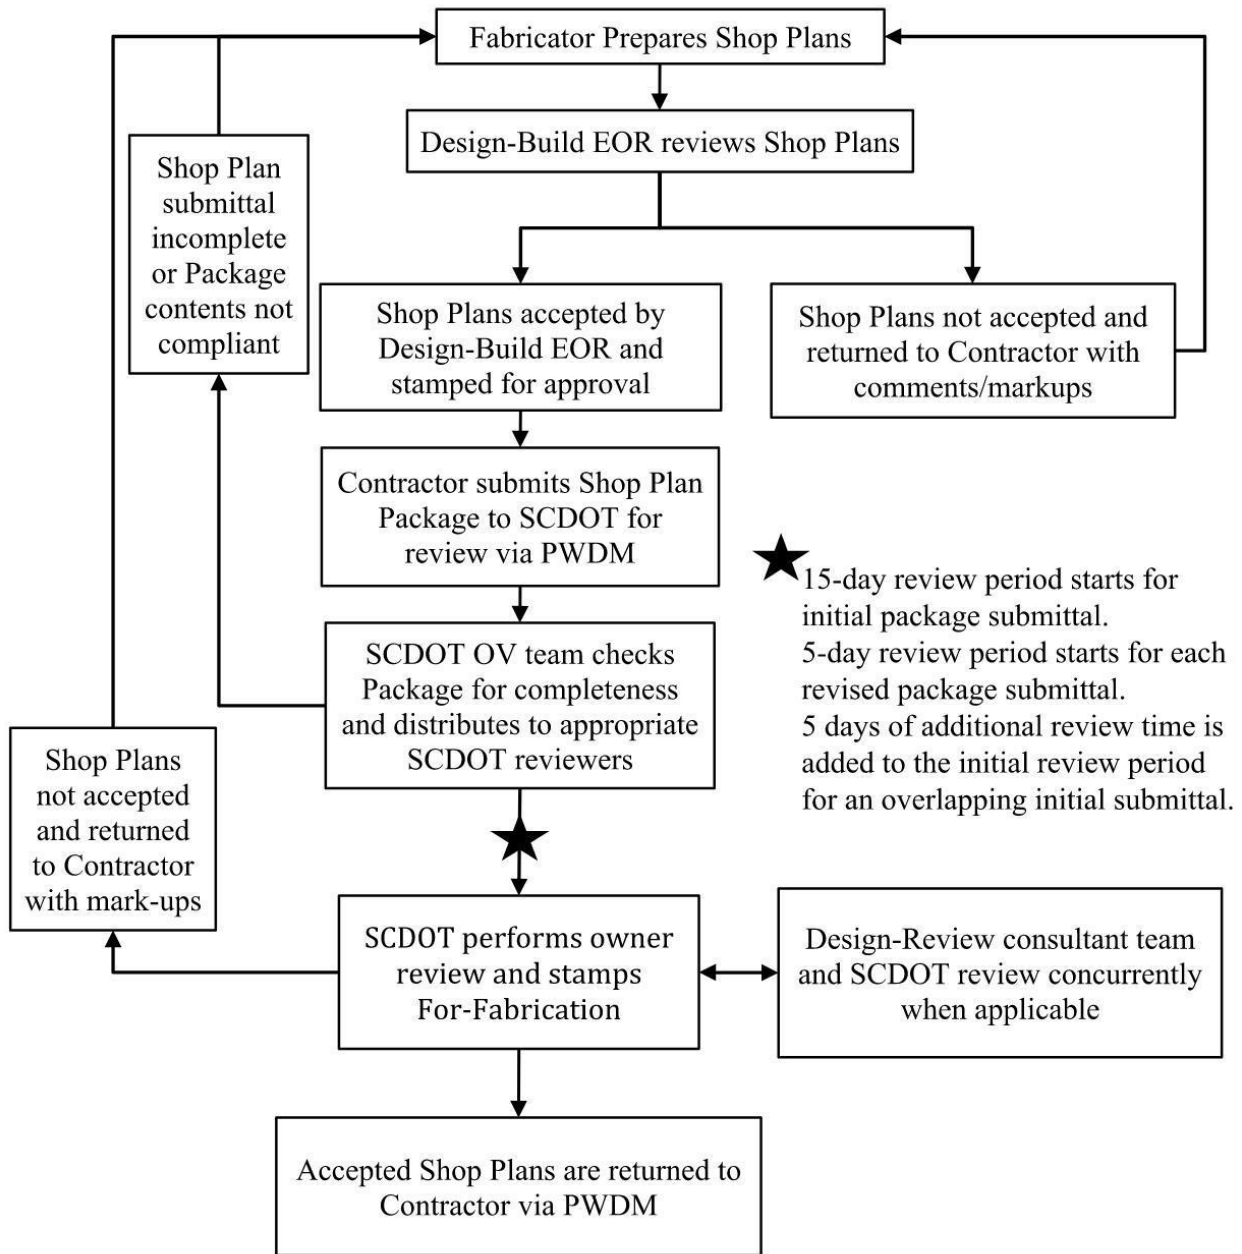 Fabricator Prepares Shop Plans
Design-Build EOR reviews Shop Plans
Shop Plan
submittal
incomplete
or Package
contents not
compliant
Shop Plans accepted by
Design-Build EOR and
stamped for approval
Shop Plans not accepted and
returned to Contractor with
comments/markups
Contractor submits Shop Plan
Package to SCDOT for
review via PWDM
15-day review period starts for
initial package submittal.
5-day review period starts for each
revised package submittal.
5 days of additional review time is
added to the initial review period
for an overlapping initial submittal.
SCDOT OV team checks
Package for completeness
and distributes to appropriate
SCDOT reviewers
Shop Plans
not accepted
and returned
to Contractor
with mark-ups
SCDOT performs owner
review and stamps
For-Fabrication
Design-Review consultant team
and SCDOT review concurrently
when applicable
Accepted Shop Plans are returned to
Contractor via PWDM